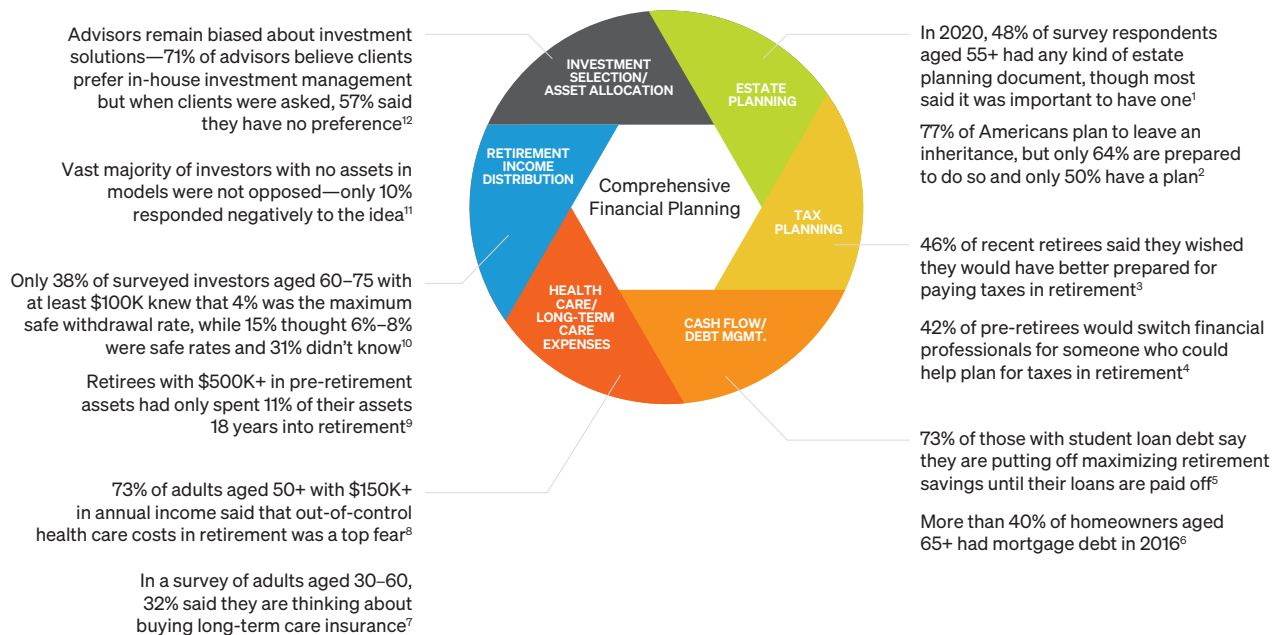 Advisors remain biased about investment
solutions—71% of advisors believe clients
prefer in-house investment management
but when clients were asked, 57% said
they have no preference¹²
Vast majority of investors with no assets in
models were not opposed—only 10%
responded negatively to the idea¹¹
Only 38% of surveyed investors aged 60–75 with
at least $100K knew that 4% was the maximum
safe withdrawal rate, while 15% thought 6%–8%
were safe rates and 31% didn’t know¹⁰
Retirees with $500K+ in pre-retirement
assets had only spent 11% of their assets
18 years into retirement⁹
73% of adults aged 50+ with $150K+
in annual income said that out-of-control
health care costs in retirement was a top fear⁸
In a survey of adults aged 30–60,
32% said they are thinking about
buying long-term care insurance⁷
INVESTMENT
SELECTION/
ASSET ALLOCATION
ESTATE
PLANNING
RETIREMENT
INCOME
DISTRIBUTION
Comprehensive
Financial Planning
TAX
PLANNING
HEALTH
CARE/
LONG-TERM
CARE
EXPENSES
CASH FLOW/
DEBT MGMT.
In 2020, 48% of survey respondents
aged 55+ had any kind of estate
planning document, though most
said it was important to have one¹
77% of Americans plan to leave an
inheritance, but only 64% are prepared
to do so and only 50% have a plan²
46% of recent retirees said they wished
they would have better prepared for
paying taxes in retirement³
42% of pre-retirees would switch financial
professionals for someone who could
help plan for taxes in retirement⁴
73% of those with student loan debt say
they are putting off maximizing retirement
savings until their loans are paid off⁵
More than 40% of homeowners aged
65+ had mortgage debt in 2016⁶